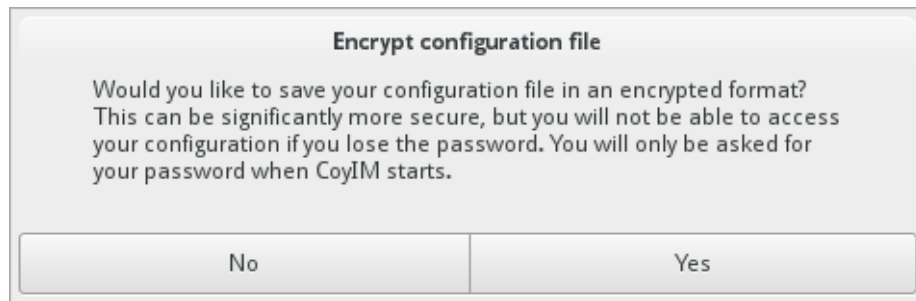 Encrypt configuration file
Would you like to save your configuration file in an encrypted format?
This can be significantly more secure, but you will not be able to access
your configuration if you lose the password. You will only be asked for
your password when CoyIM starts.
No
Yes